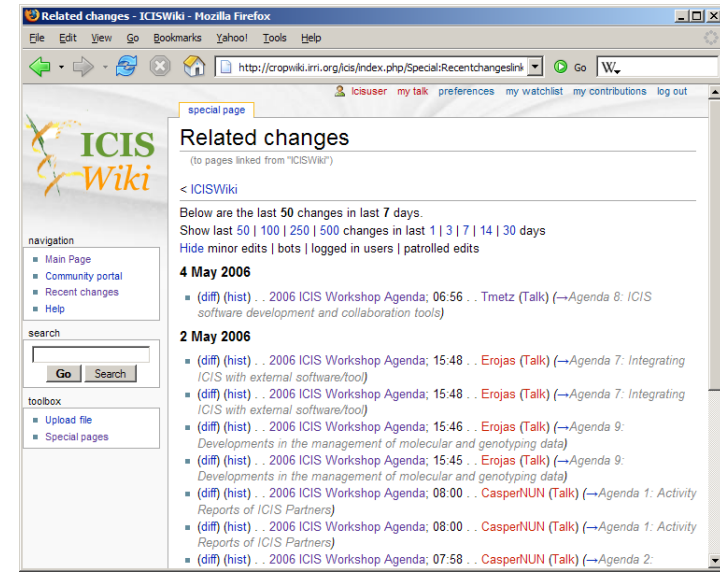 Related changes - ICISWiki - Mozilla Firefox
File Edit View Go Bookmarks Yahoo! Tools Help
http://cropwiki.irri.org/icis/index.php/Special:Recentchangeslink Go W
Icisuser my talk preferences my watchlist my contributions log out
special page
ICIS
Wiki
Related changes
(to pages linked from "ICISWiki")
< ICISWiki
Below are the last 50 changes in last 7 days.
Show last 50 | 100 | 250 | 500 changes in last 1 | 3 | 7 | 14 | 30 days
Hide minor edits | bots | logged in users | patrolled edits
navigation
Main Page
Community portal
Recent changes
Help
search
Go Search
toolbox
Upload file
Special pages
4 May 2006
(diff) (hist) . . 2006 ICIS Workshop Agenda; 06:56 . . Tmetz (Talk) (→Agenda 8: ICIS
software development and collaboration tools)
2 May 2006
(diff) (hist) . . 2006 ICIS Workshop Agenda; 15:48 . . Erojas (Talk) (→Agenda 7: Integrating
ICIS with external software/tool)
(diff) (hist) . . 2006 ICIS Workshop Agenda; 15:48 . . Erojas (Talk) (→Agenda 7: Integrating
ICIS with external software/tool)
(diff) (hist) . . 2006 ICIS Workshop Agenda; 15:46 . . Erojas (Talk) (→Agenda 9:
Developments in the management of molecular and genotyping data)
(diff) (hist) . . 2006 ICIS Workshop Agenda; 15:45 . . Erojas (Talk) (→Agenda 9:
Developments in the management of molecular and genotyping data)
(diff) (hist) . . 2006 ICIS Workshop Agenda; 08:00 . . CasperNUN (Talk) (→Agenda 1: Activity
Reports of ICIS Partners)
(diff) (hist) . . 2006 ICIS Workshop Agenda; 08:00 . . CasperNUN (Talk) (→Agenda 1: Activity
Reports of ICIS Partners)
(diff) (hist) . . 2006 ICIS Workshop Agenda; 07:58 . . CasperNUN (Talk) (→Agenda 2: